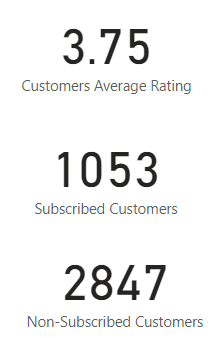 3.75
Customers Average Rating
1053
Subscribed Customers
2847
Non-Subscribed Customers